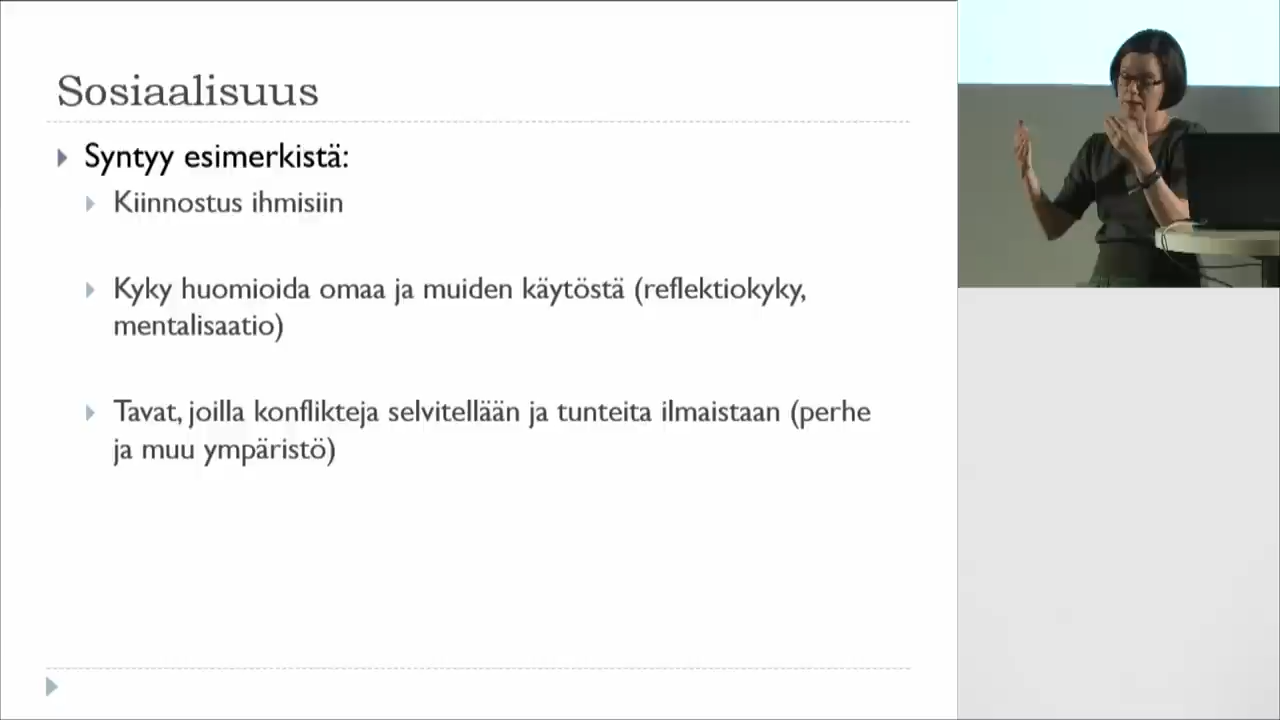 Sosiaalisuus
Syntyy esimerkistä:
Kiinnostus ihmisiin
Kyky huomioida omaa ja muiden käytöstä (reflektiokyky,
mentalisaatio)
Tavat, joilla konflikteja selvitellään ja tunteita ilmaistaan (perhe
ja muu ympäristö)